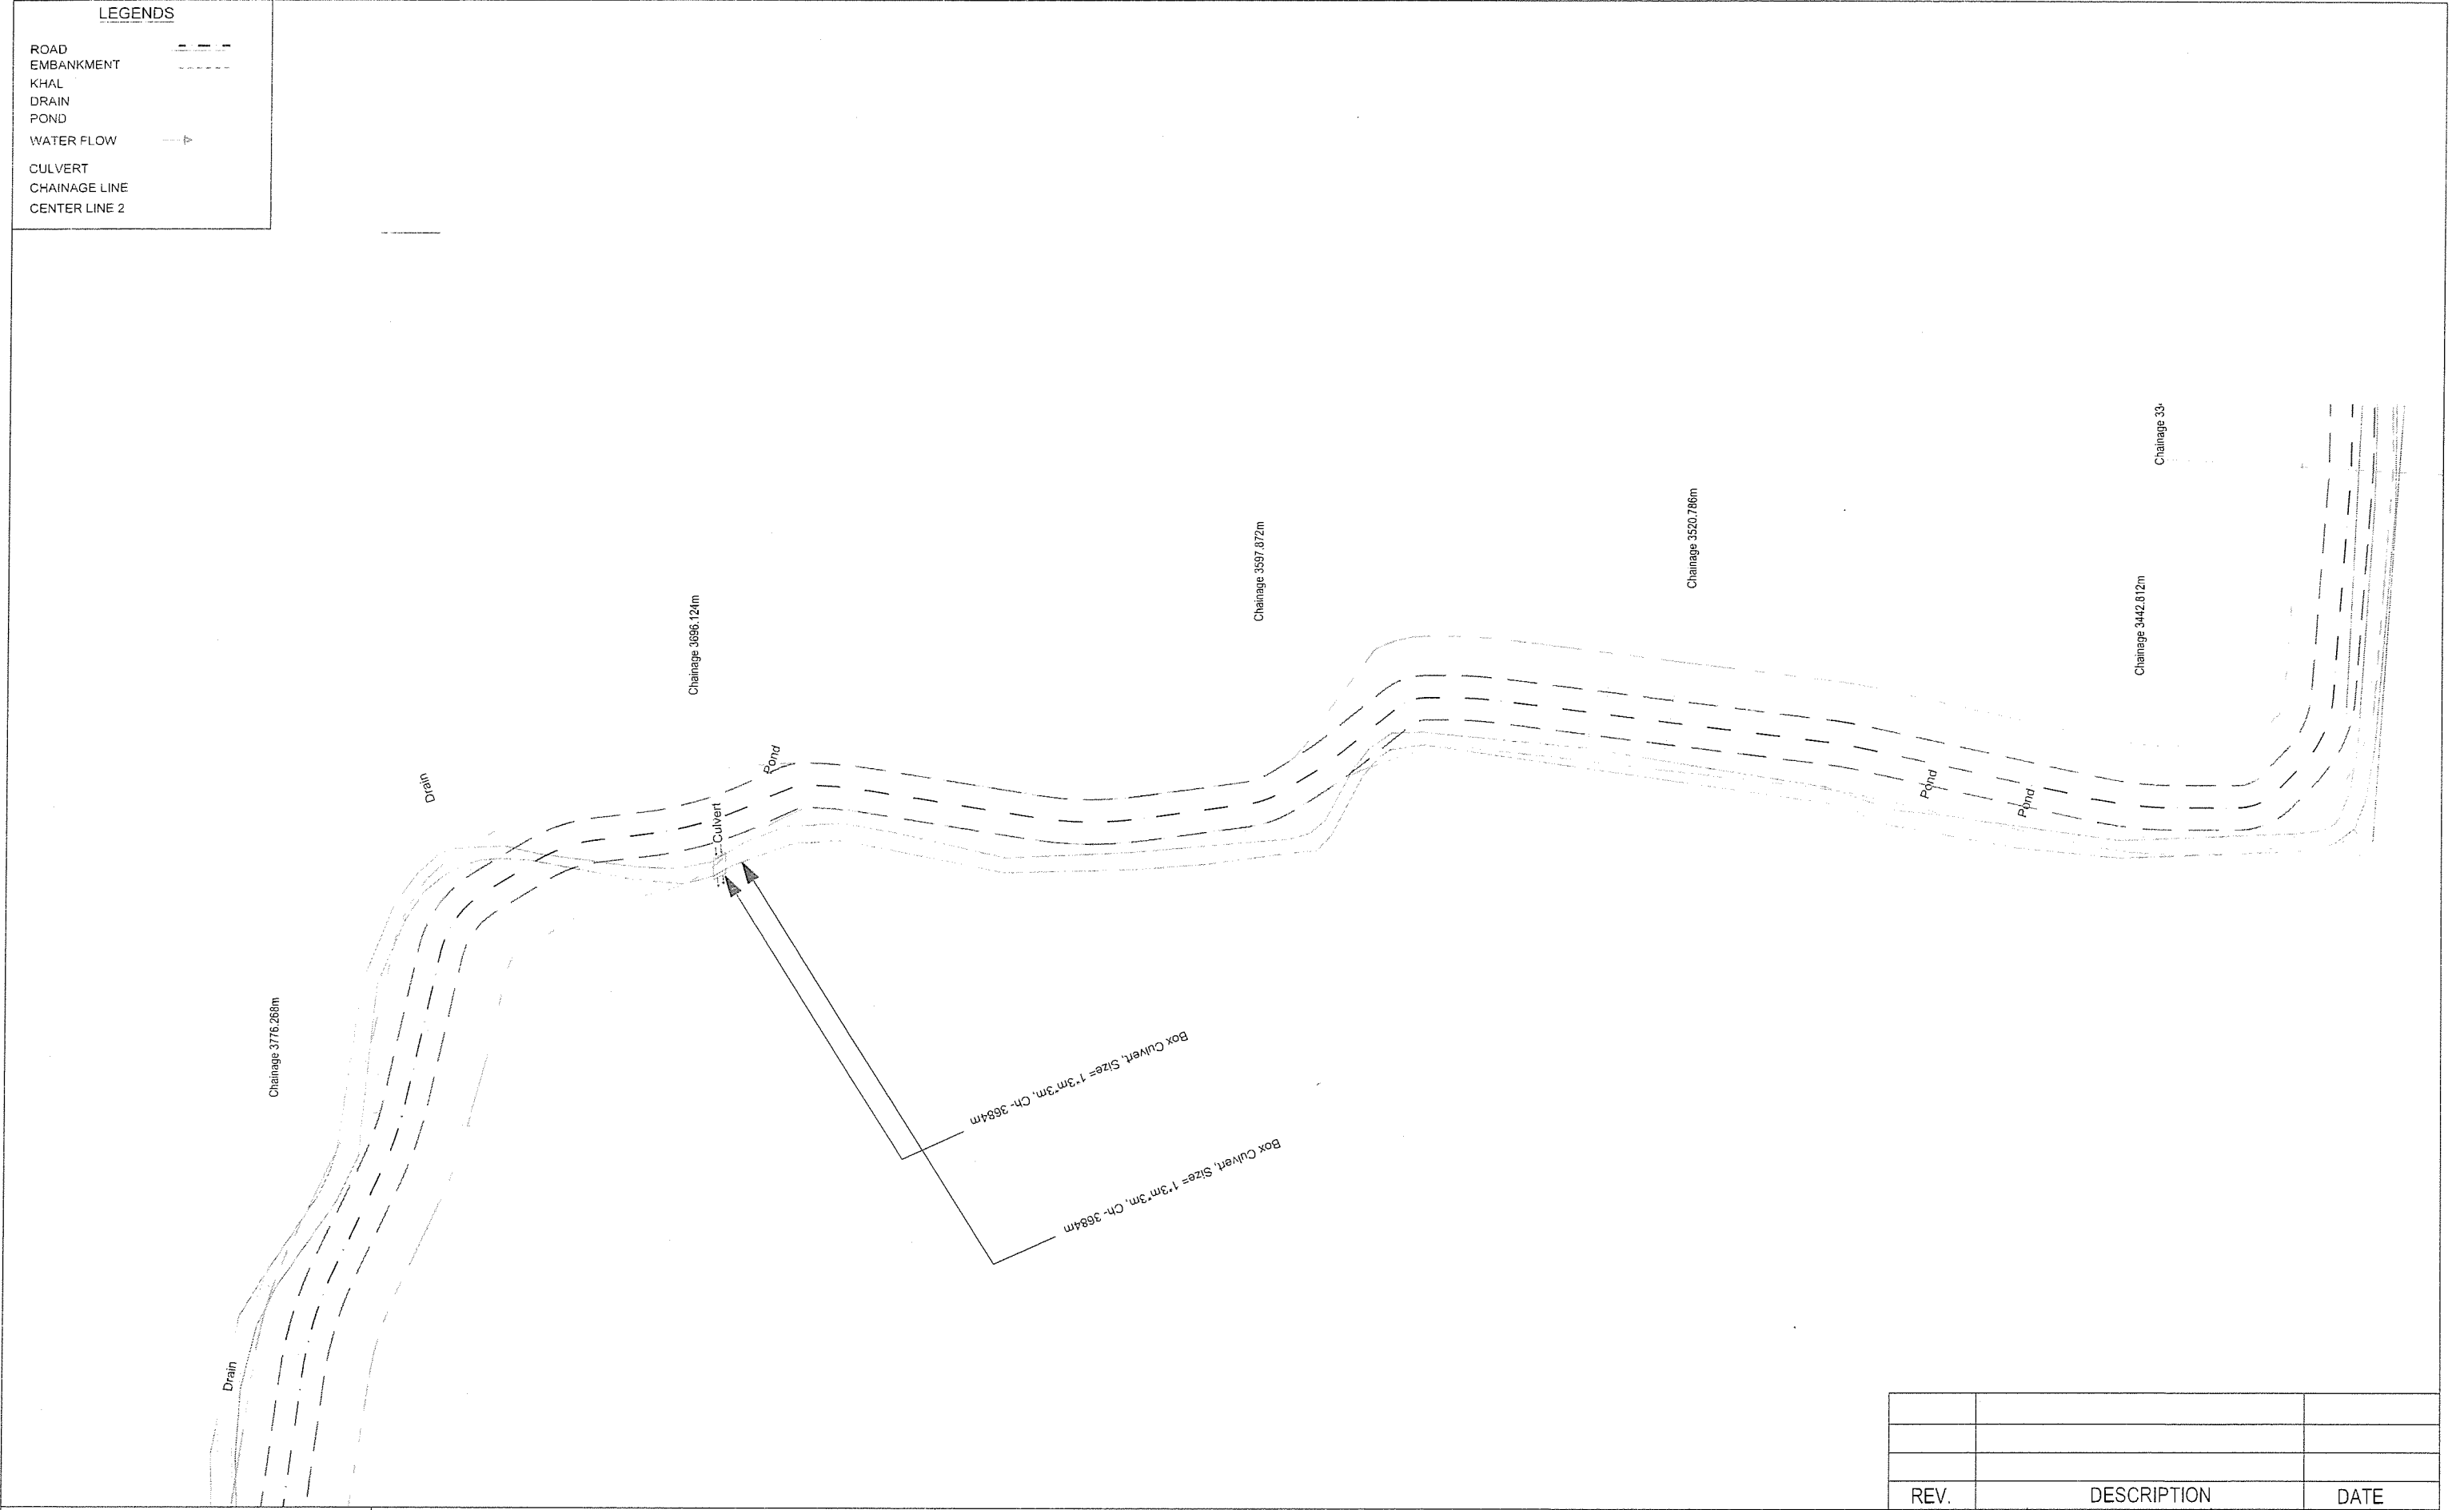 LEGENDS
ROAD
EMBANKMENT
KHAL
DRAIN
POND
WATER FLOW
CULVERT
CHAINAGE LINE
CENTER LINE 2
Chainage 33
Chainage 3520.786m
Chainage 3597.872m
Chainage 3442.812m
Chainage 3696.124m
Pond
Drain
Culvert
Pond
Pond
Chainage 3776.268m
Box Culvert, Size= 1*3m*3m, Ch- 3684m
Box Culvert, Size= 1*3m*3m, Ch- 3684m
Drain
REV. DESCRIPTION DATE